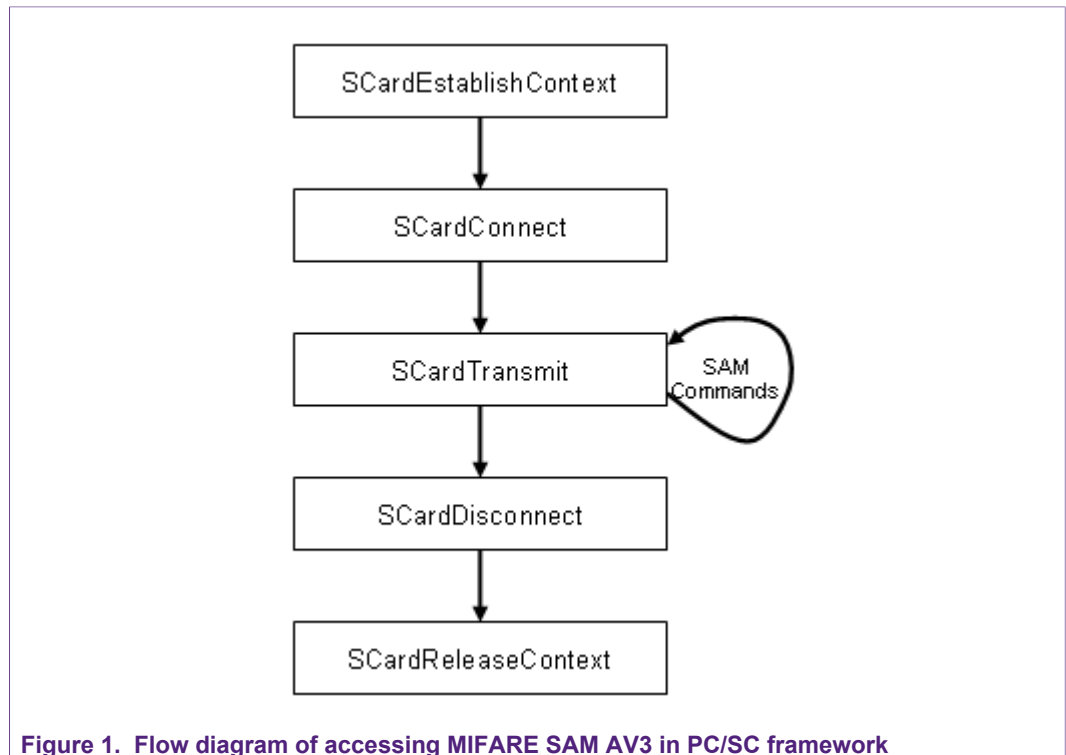 SCardEstablishContext
SCardConnect
SCardTransmit
SAM
Commands
SCardDisconnect
SCardReleaseContext
Figure 1. Flow diagram of accessing MIFARE SAM AV3 in PC/SC framework